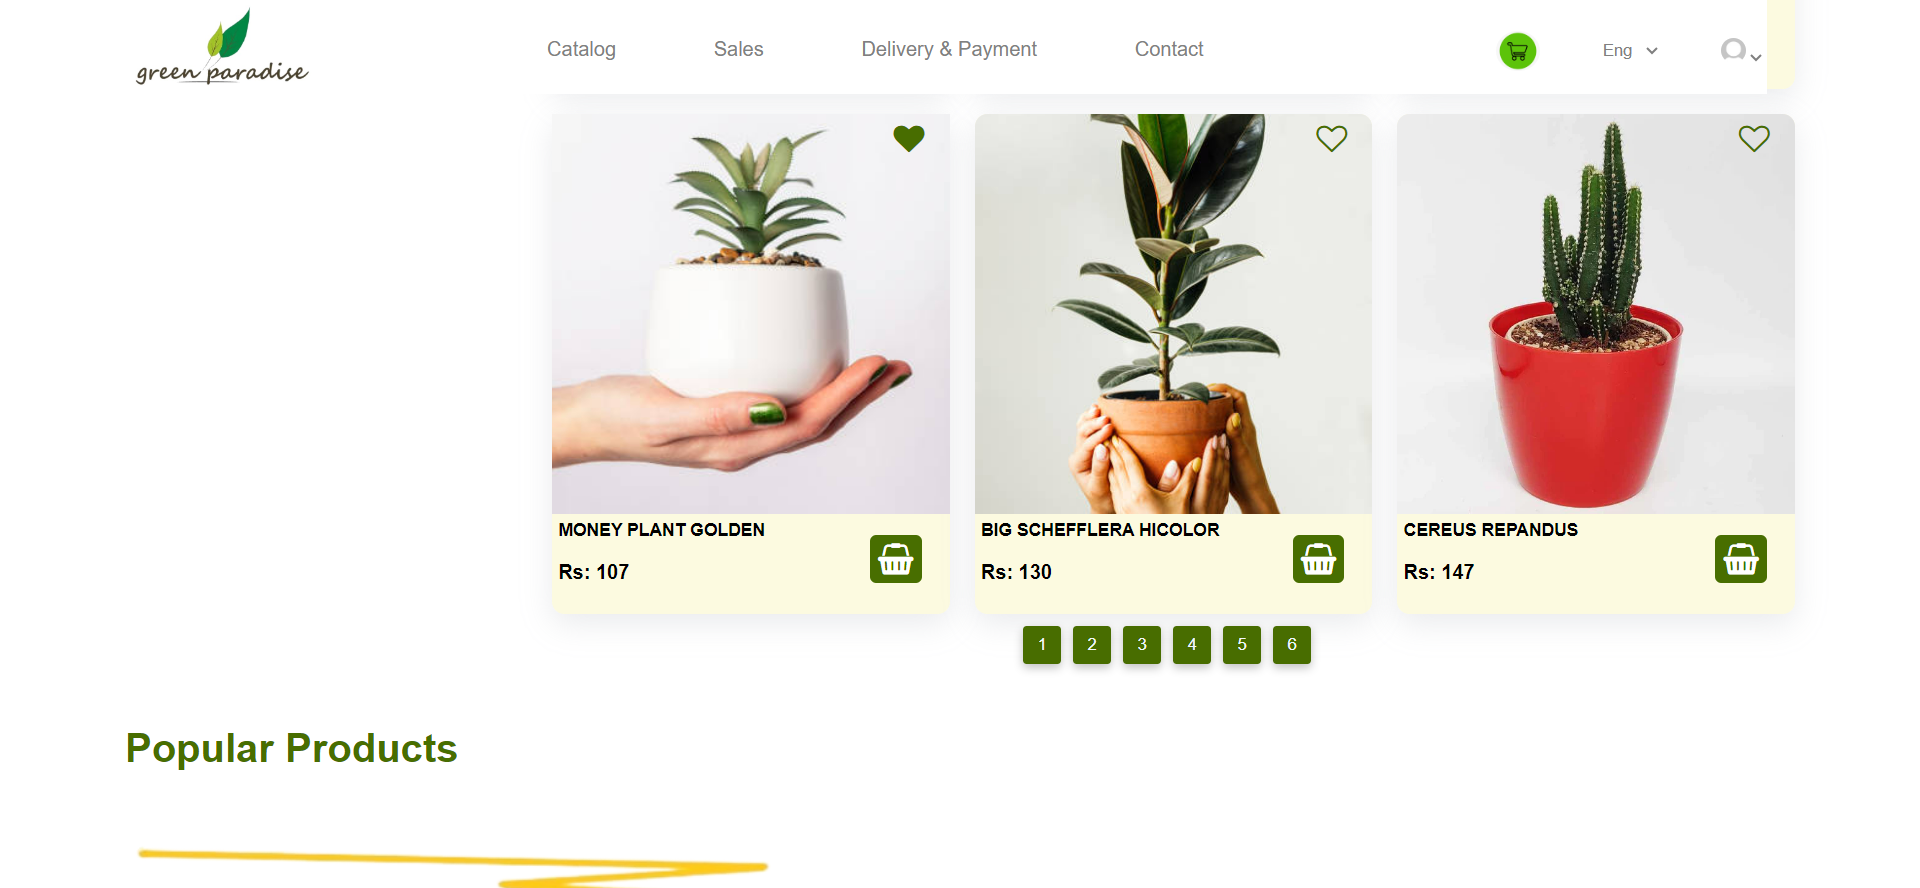 green paradise
Catalog Sales Delivery & Payment Contact Eng
MONEY PLANT GOLDEN
Rs: 107
BIG SCHEFFLERA HICOLOR
Rs: 130
CEREUS REPANDUS
Rs: 147
1 2 3 4 5 6
Popular Products